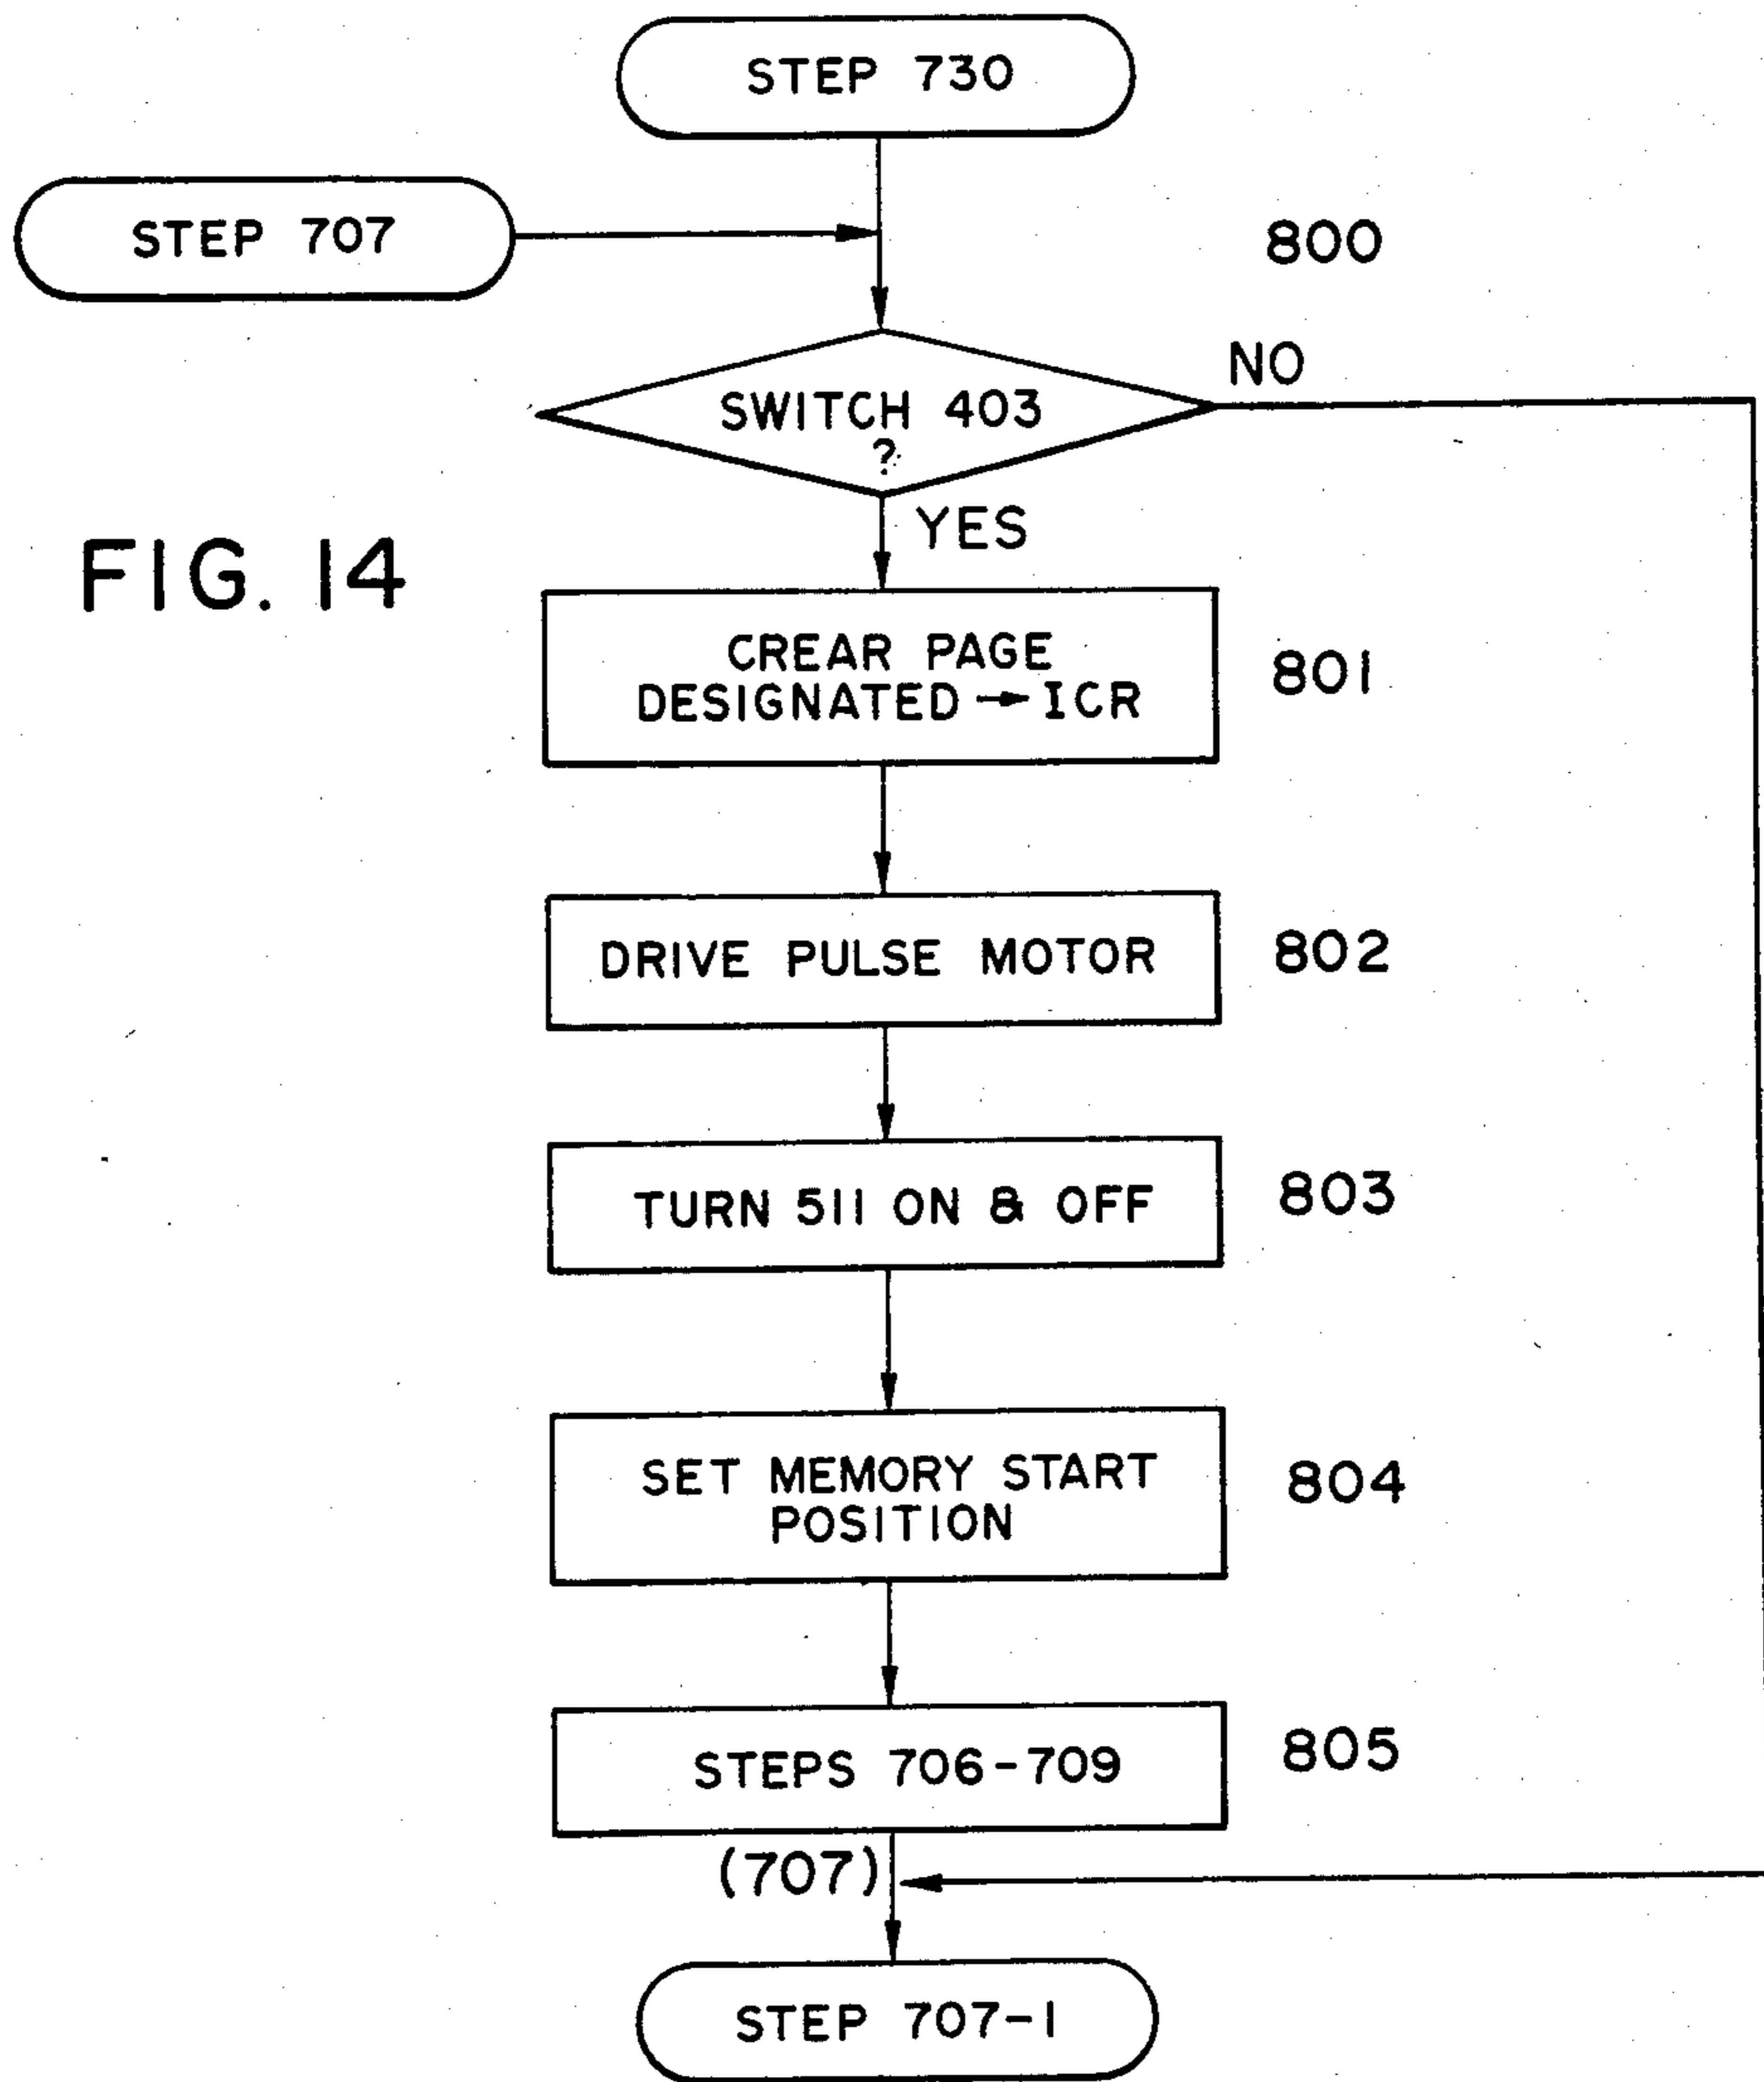 STEP 730
STEP 707
800
SWITCH 403
?
NO
YES
FIG. 14
CREAR PAGE
DESIGNATED → ICR
801
DRIVE PULSE MOTOR
802
TURN 511 ON & OFF
803
SET MEMORY START
POSITION
804
STEPS 706-709
805
(707)
STEP 707-1